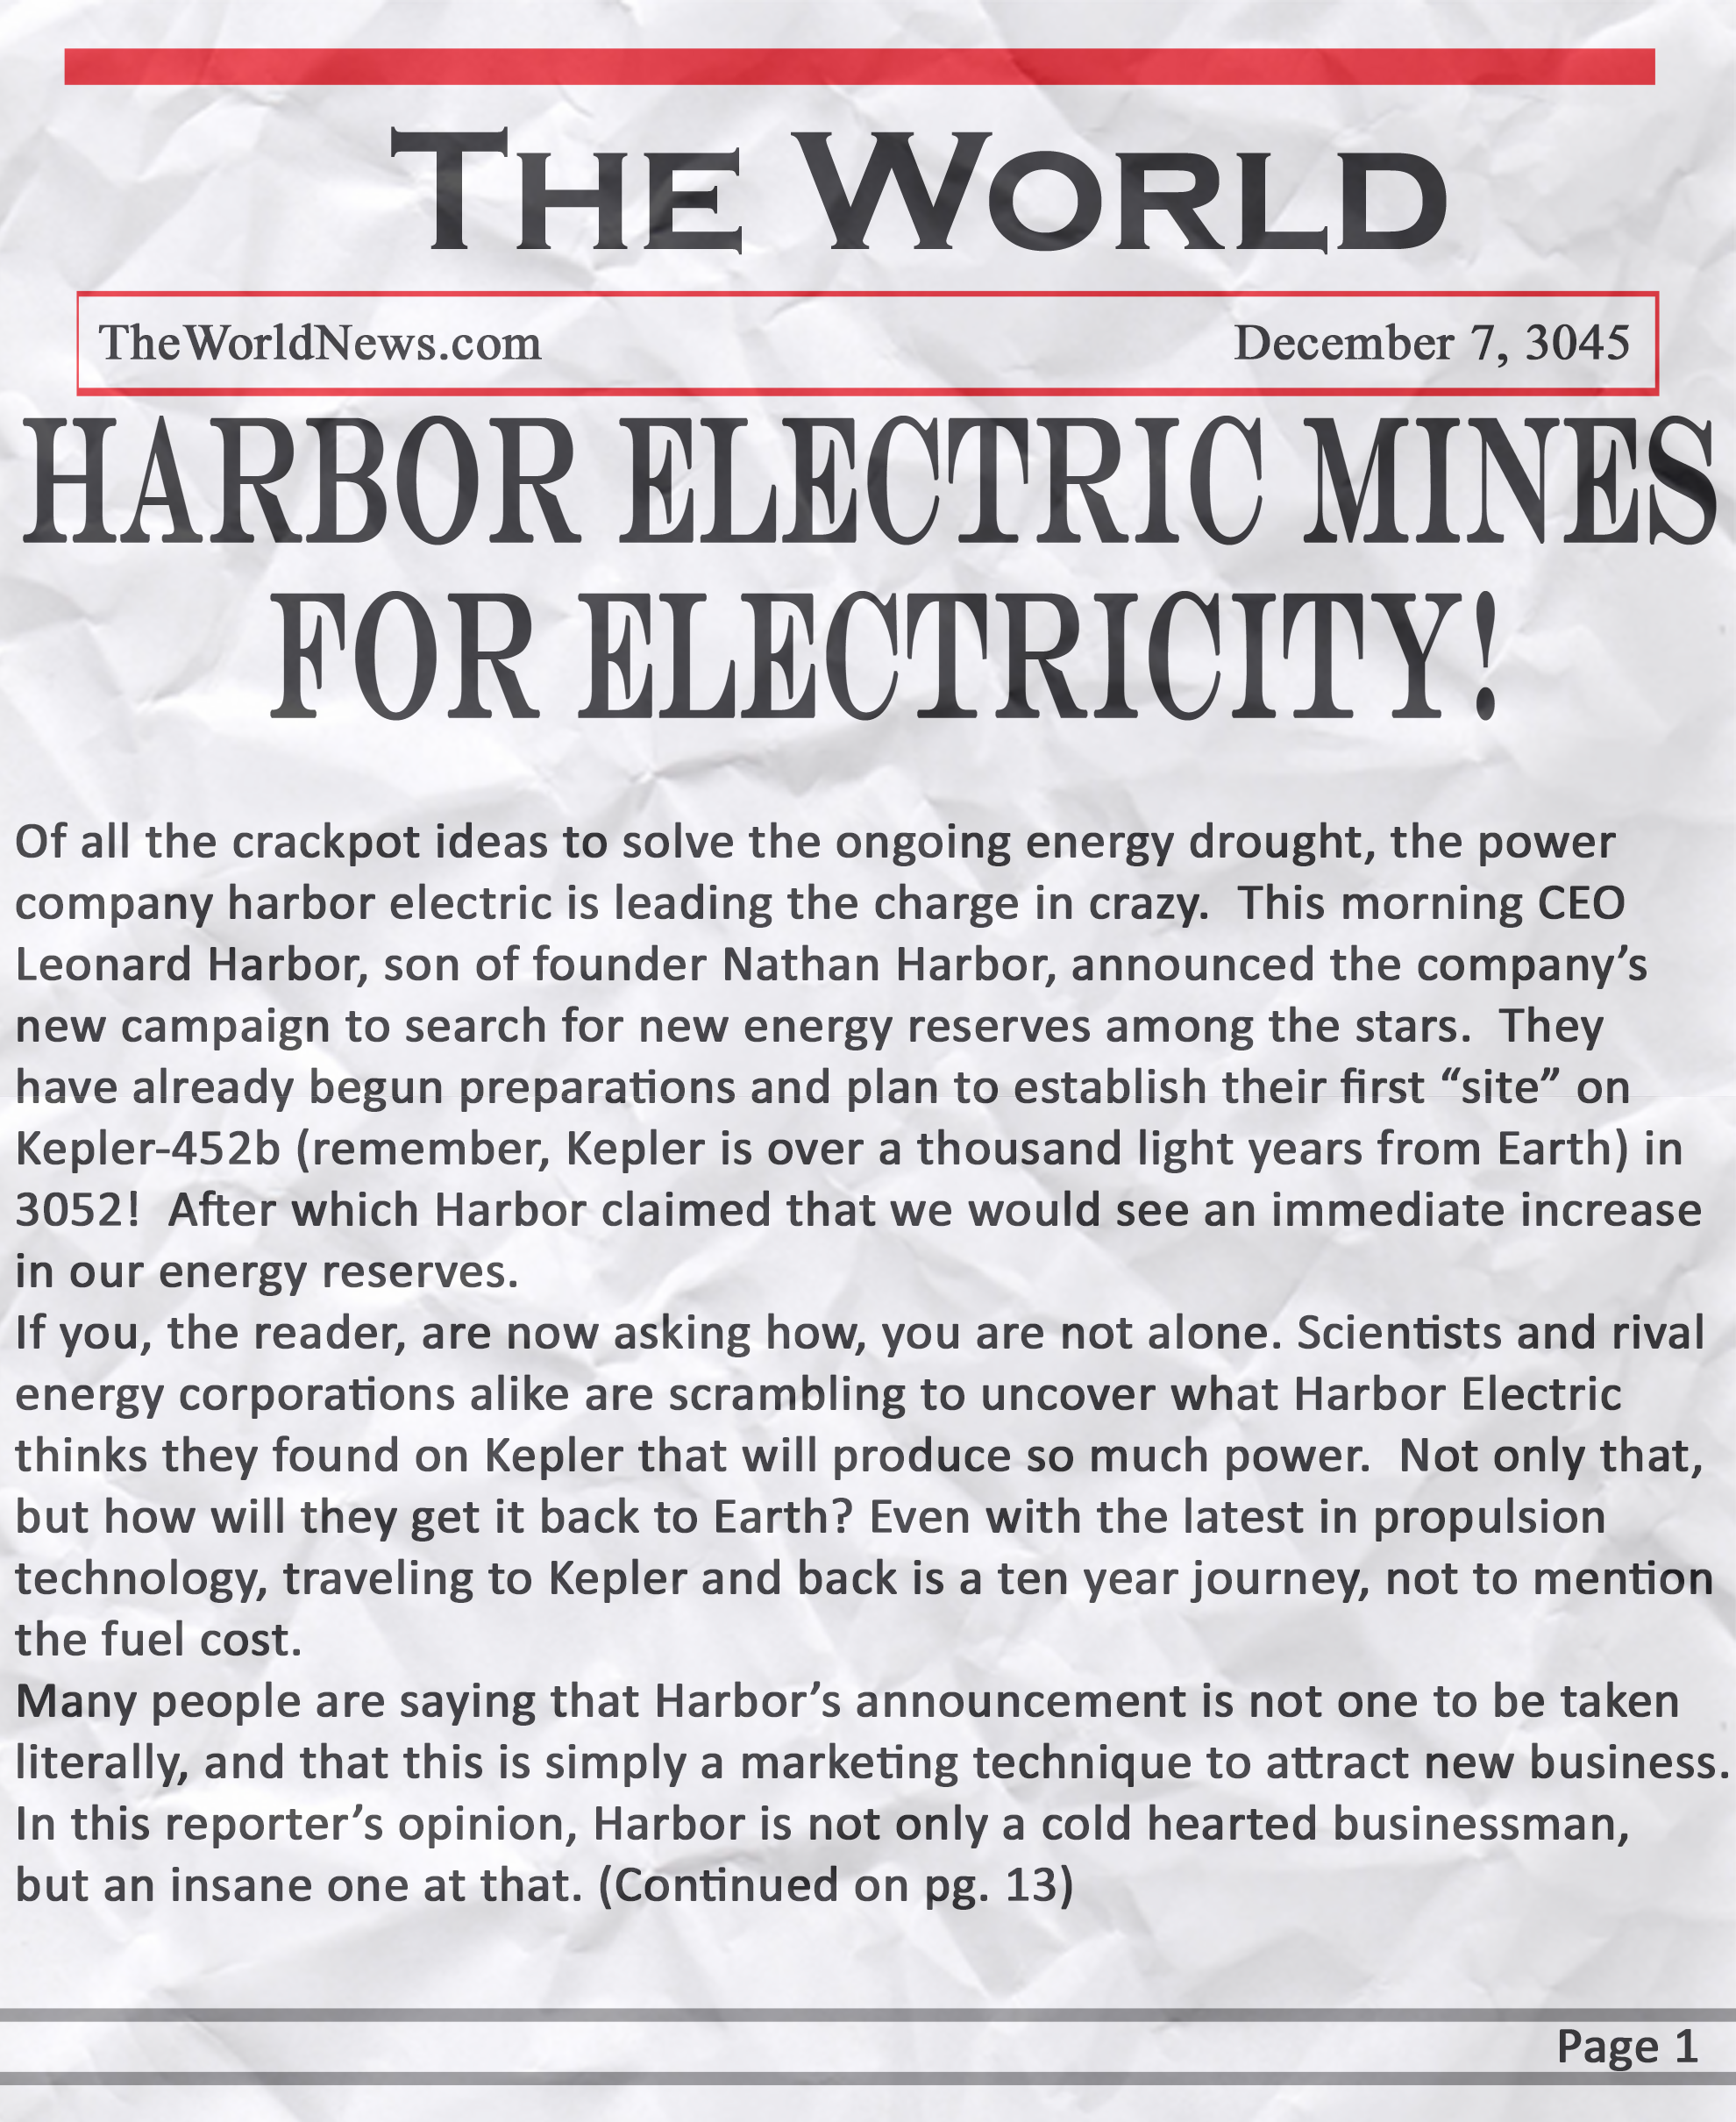 The World
TheWorldNews.com
December 7, 3045
HARBOR ELECTRIC MINES
FOR ELECTRICITY!
Of all the crackpot ideas to solve the ongoing energy drought, the power
company harbor electric is leading the charge in crazy.  This morning CEO
Leonard Harbor, son of founder Nathan Harbor, announced the company’s
new campaign to search for new energy reserves among the stars.  They
have already begun preparations and plan to establish their first “site” on
Kepler-452b (remember, Kepler is over a thousand light years from Earth) in
3052!  After which Harbor claimed that we would see an immediate increase
in our energy reserves.
If you, the reader, are now asking how, you are not alone. Scientists and rival
energy corporations alike are scrambling to uncover what Harbor Electric
thinks they found on Kepler that will produce so much power.  Not only that,
but how will they get it back to Earth? Even with the latest in propulsion
technology, traveling to Kepler and back is a ten year journey, not to mention
the fuel cost.
Many people are saying that Harbor’s announcement is not one to be taken
literally, and that this is simply a marketing technique to attract new business.
In this reporter’s opinion, Harbor is not only a cold hearted businessman,
but an insane one at that. (Continued on pg. 13)
Page 1